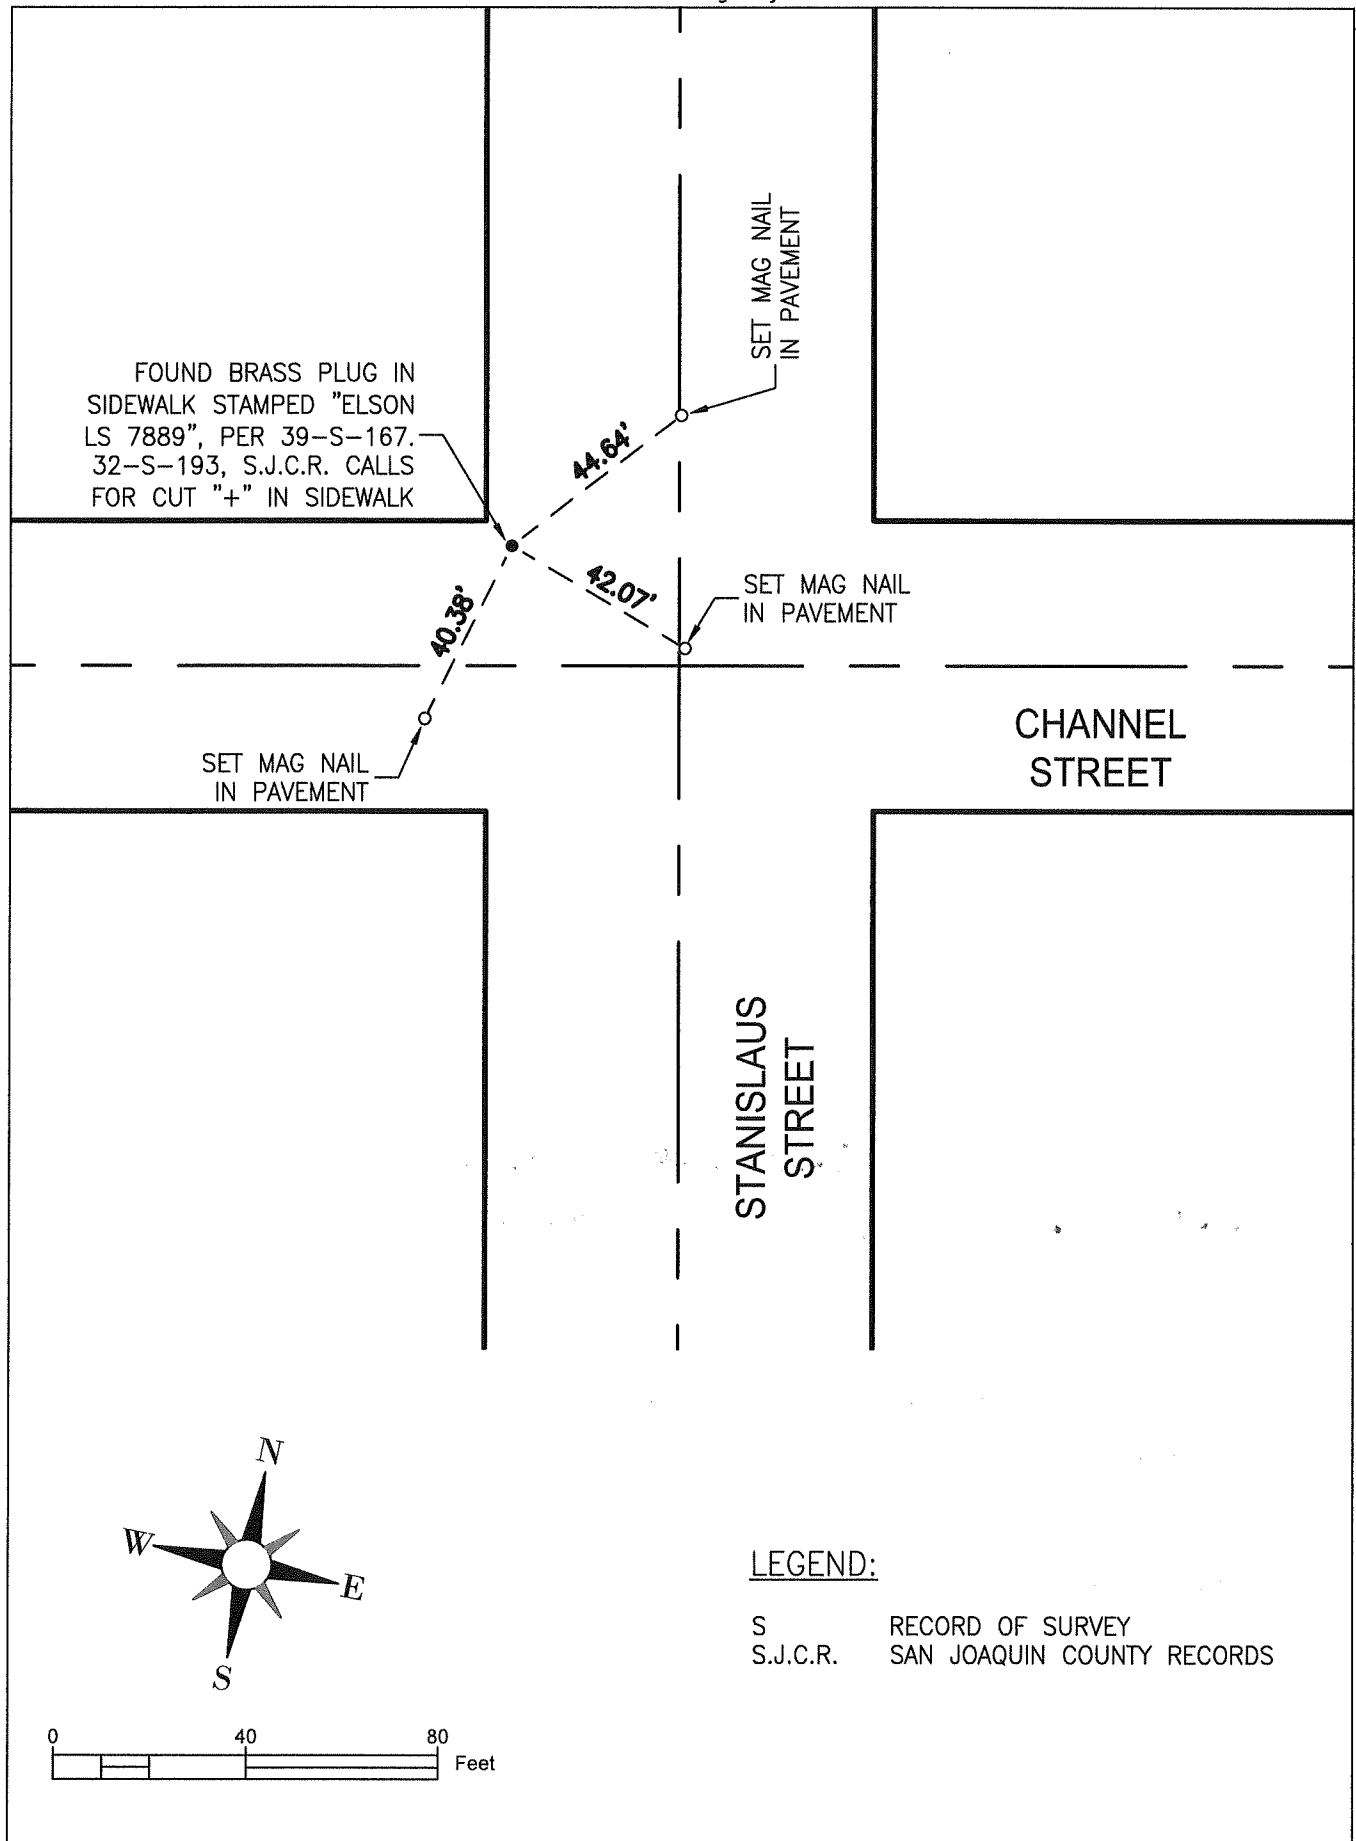 SET MAG NAIL
IN PAVEMENT
FOUND BRASS PLUG IN
SIDEWALK STAMPED "ELSON
LS 7889", PER 39-S-167.
32-S-193, S.J.C.R. CALLS
FOR CUT "+" IN SIDEWALK
44.64'
42.07'
40.38'
SET MAG NAIL
IN PAVEMENT
SET MAG NAIL
IN PAVEMENT
CHANNEL
STREET
STANISLAUS
STREET
N
W
E
S
LEGEND:
S RECORD OF SURVEY
S.J.C.R. SAN JOAQUIN COUNTY RECORDS
0 40 80
Feet